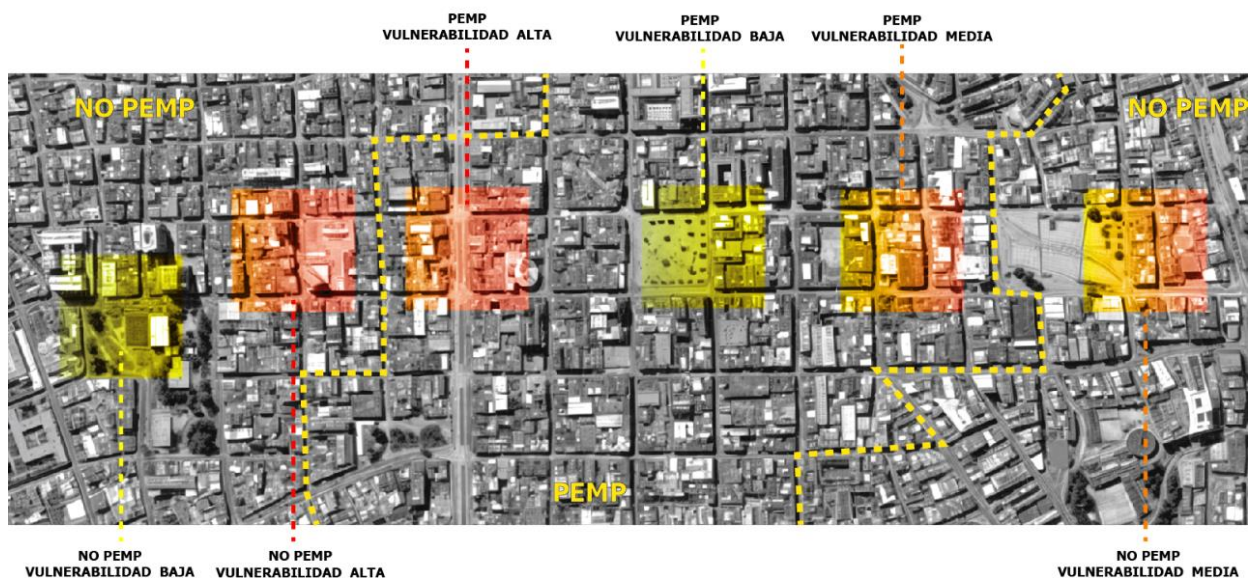 PEMP
VULNERABILIDAD ALTA
PEMP
VULNERABILIDAD BAJA
PEMP
VULNERABILIDAD MEDIA
NO PEMP
NO PEMP
PEMP
NO PEMP
VULNERABILIDAD BAJA
NO PEMP
VULNERABILIDAD ALTA
NO PEMP
VULNERABILIDAD MEDIA